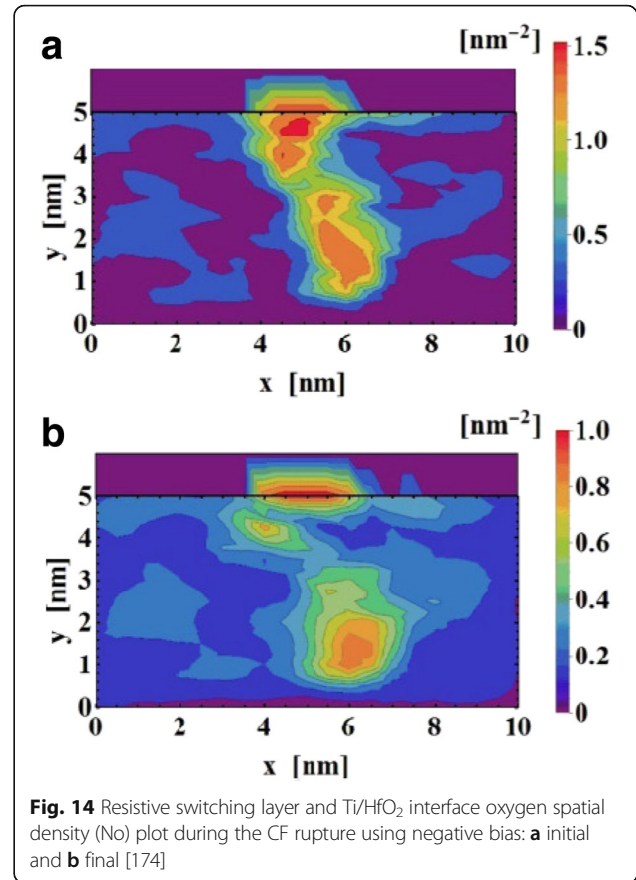 a
[nm⁻²]
1.5
1.0
0.5
0
5
4
3
2
1
0
y [nm]
0 2 4 6 8 10
x [nm]
b
[nm⁻²]
1.0
0.8
0.6
0.4
0.2
0
5
4
3
2
1
0
y [nm]
0 2 4 6 8 10
x [nm]
Fig. 14 Resistive switching layer and Ti/HfO₂ interface oxygen spatial
density (No) plot during the CF rupture using negative bias: a initial
and b final [174]